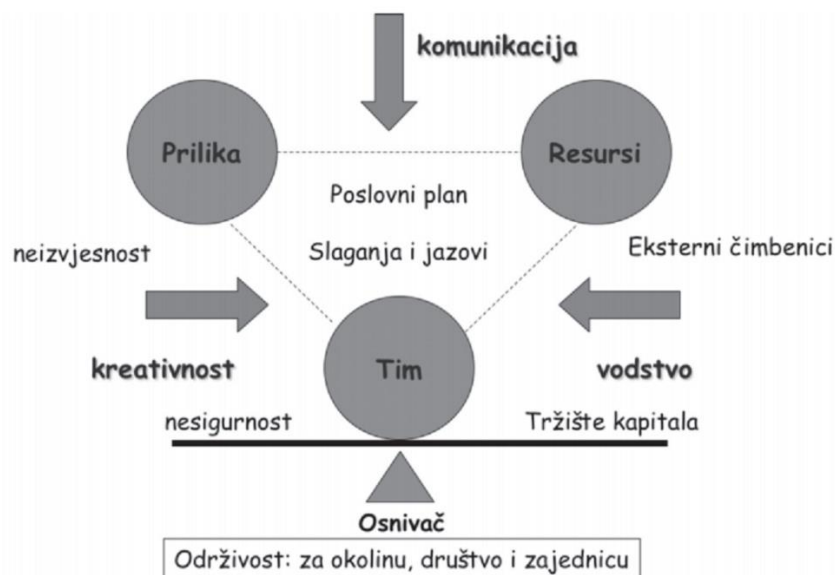 komunikacija
Prilika
Resursi
Poslovni plan
neizvjesnost
Slaganja i jazovi
Eksterni čimbenici
kreativnost
Tim
vodstvo
nesigurnost
Tržište kapitala
Osnivač
Održivost: za okolinu, društvo i zajednicu